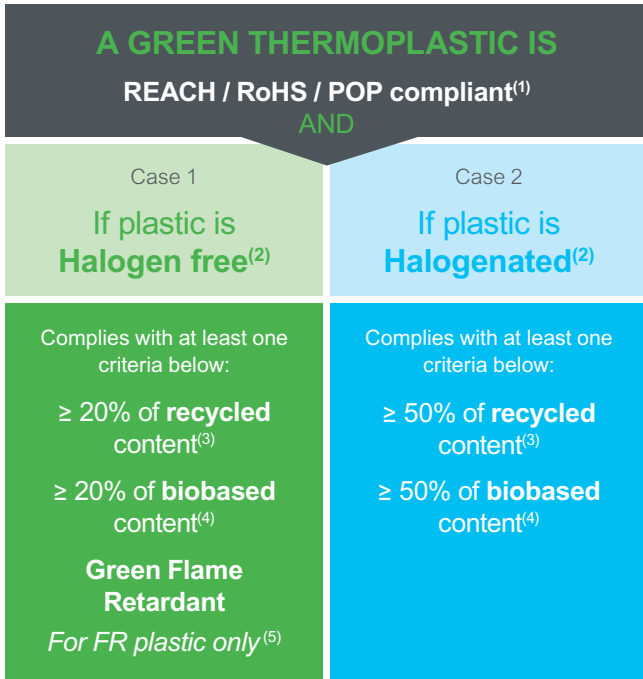 A GREEN THERMOPLASTIC IS
REACH / RoHS / POP compliant(1)
AND
Case 1
If plastic is
Halogen free(2)
Complies with at least one
criteria below:
≥ 20% of recycled
content(3)
≥ 20% of biobased
content(4)
Green Flame
Retardant
For FR plastic only (5)
Case 2
If plastic is
Halogenated(2)
Complies with at least one
criteria below:
≥ 50% of recycled
content(3)
≥ 50% of biobased
content(4)